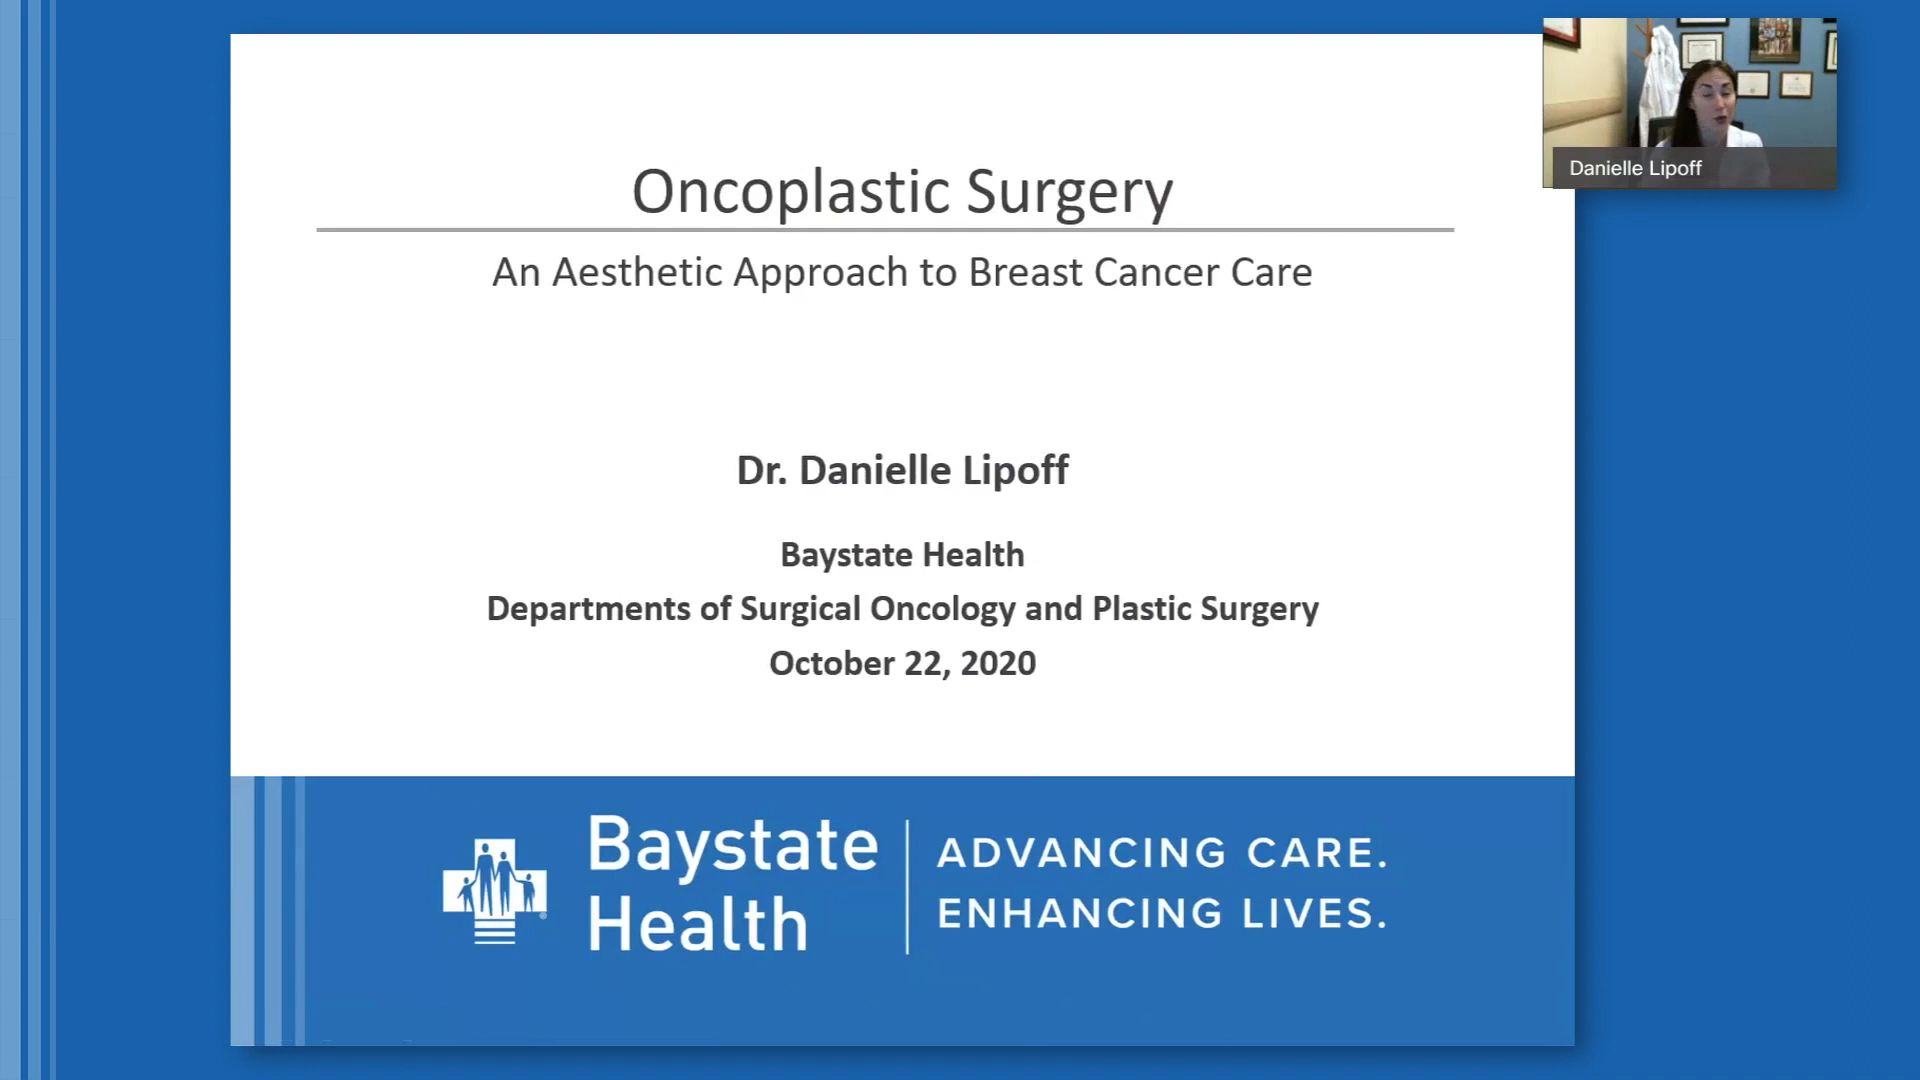 Oncoplastic Surgery
An Aesthetic Approach to Breast Cancer Care
Dr. Danielle Lipoff
Baystate Health
Departments of Surgical Oncology and Plastic Surgery
October 22, 2020
Baystate
Health
ADVANCING CARE.
ENHANCING LIVES.
®
Danielle Lipoff